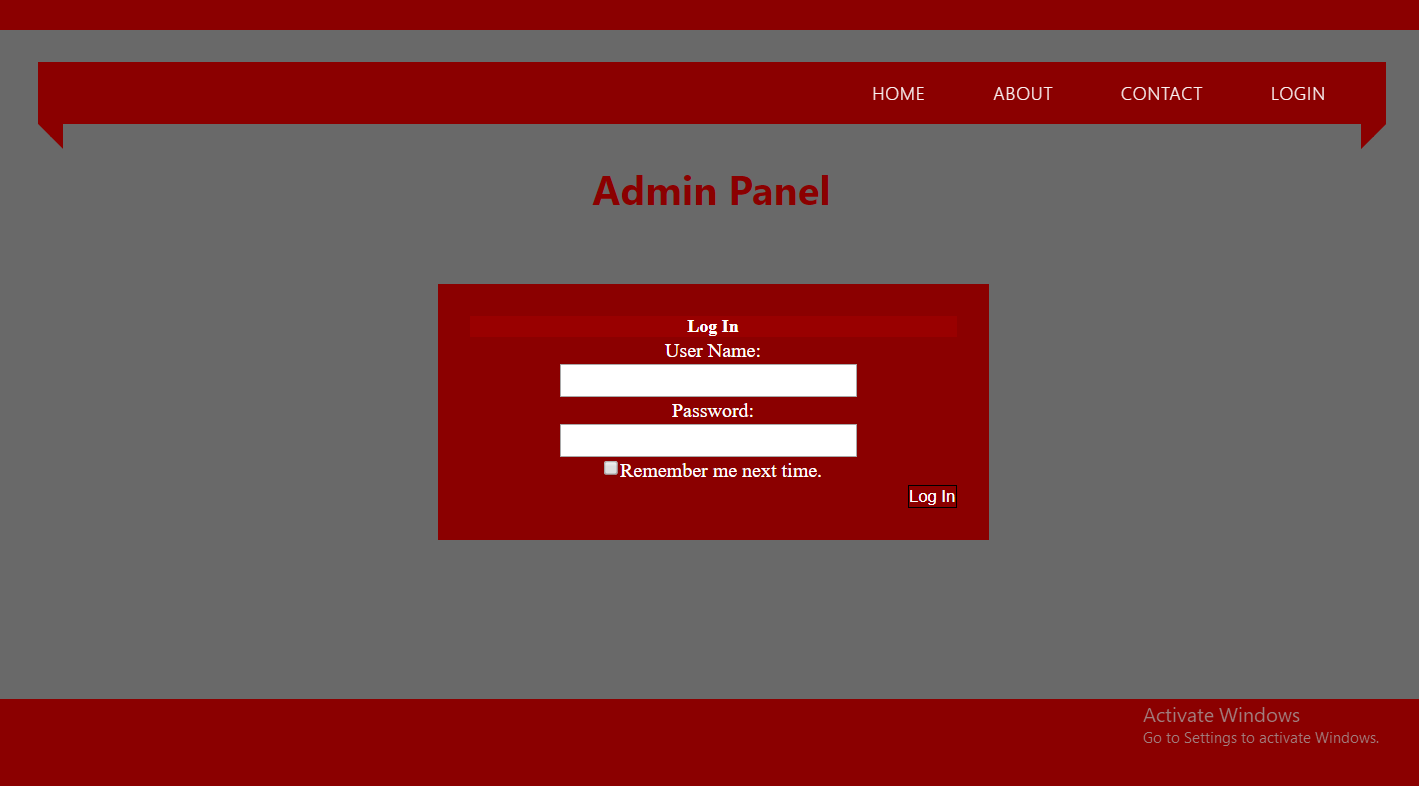 HOME ABOUT CONTACT LOGIN
Admin Panel
Log In
User Name:
Password:
Remember me next time.
Log In
Activate Windows
Go to Settings to activate Windows.